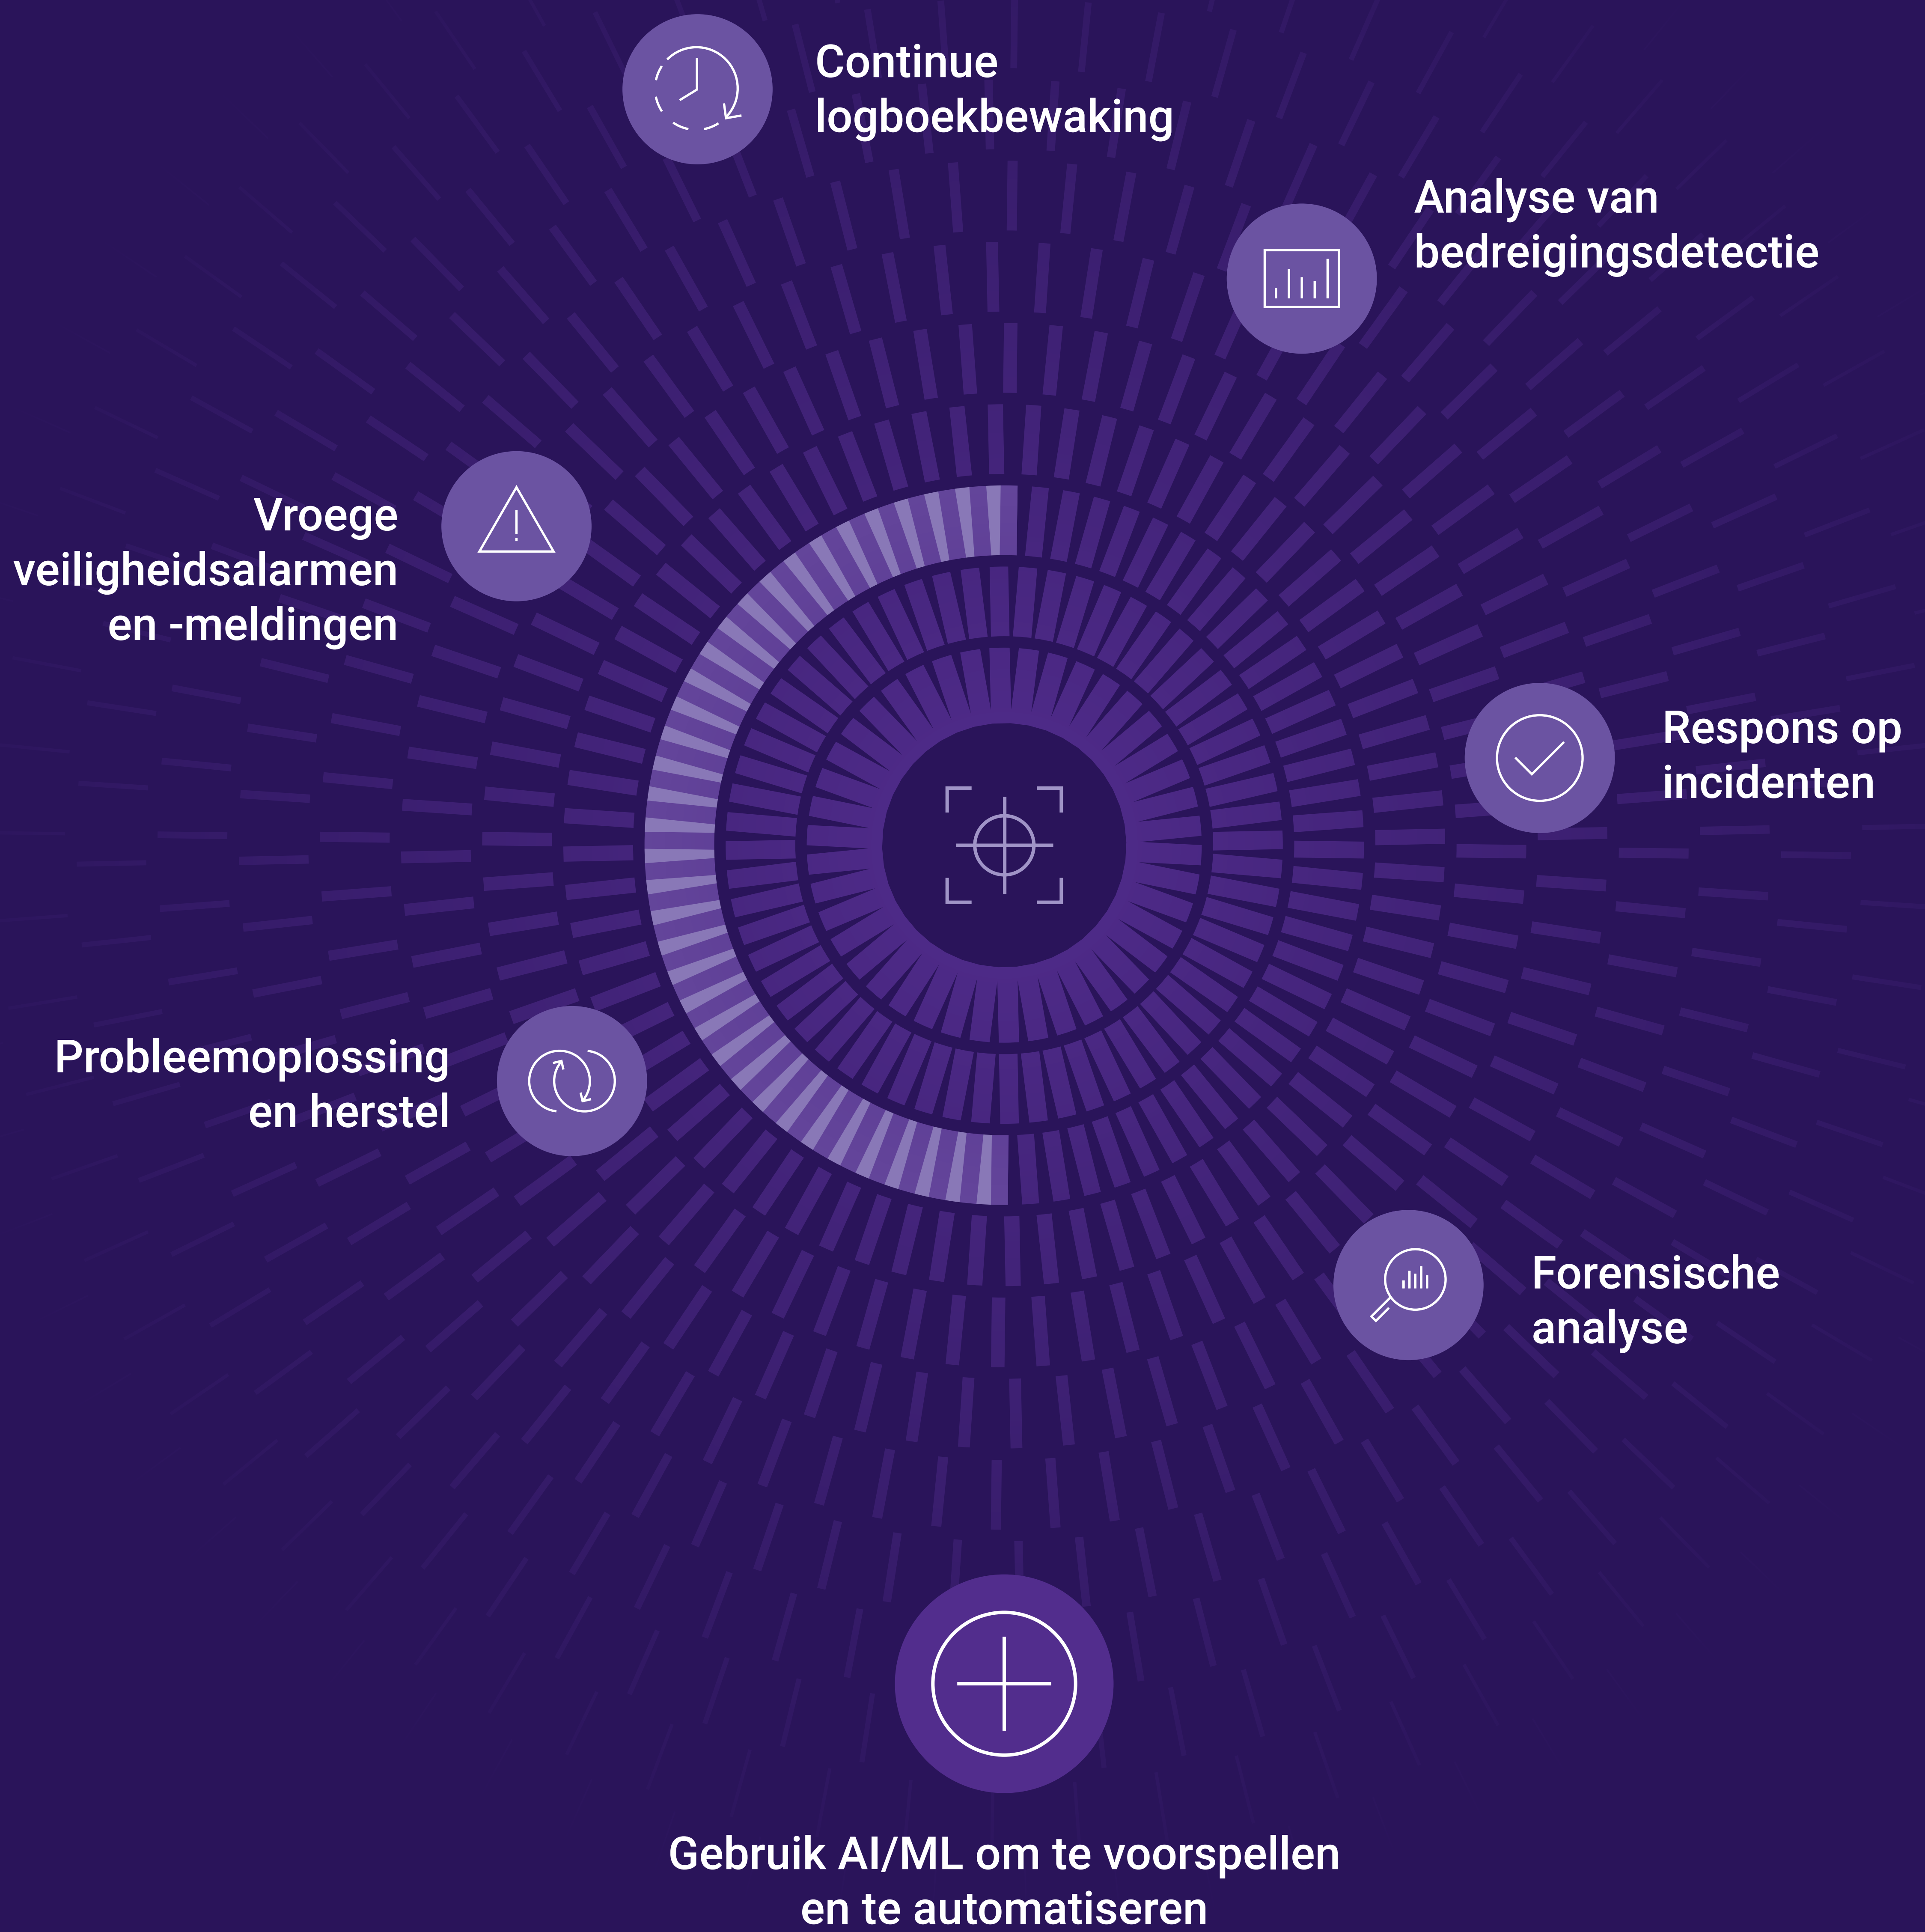 Continue
logboekbewaking
Analyse van
bedreigingsdetectie
Vroege
veiligheidsalarmen
en -meldingen
Respons op
incidenten
Probleemoplossing
en herstel
Forensische
analyse
Gebruik AI/ML om te voorspellen
en te automatiseren